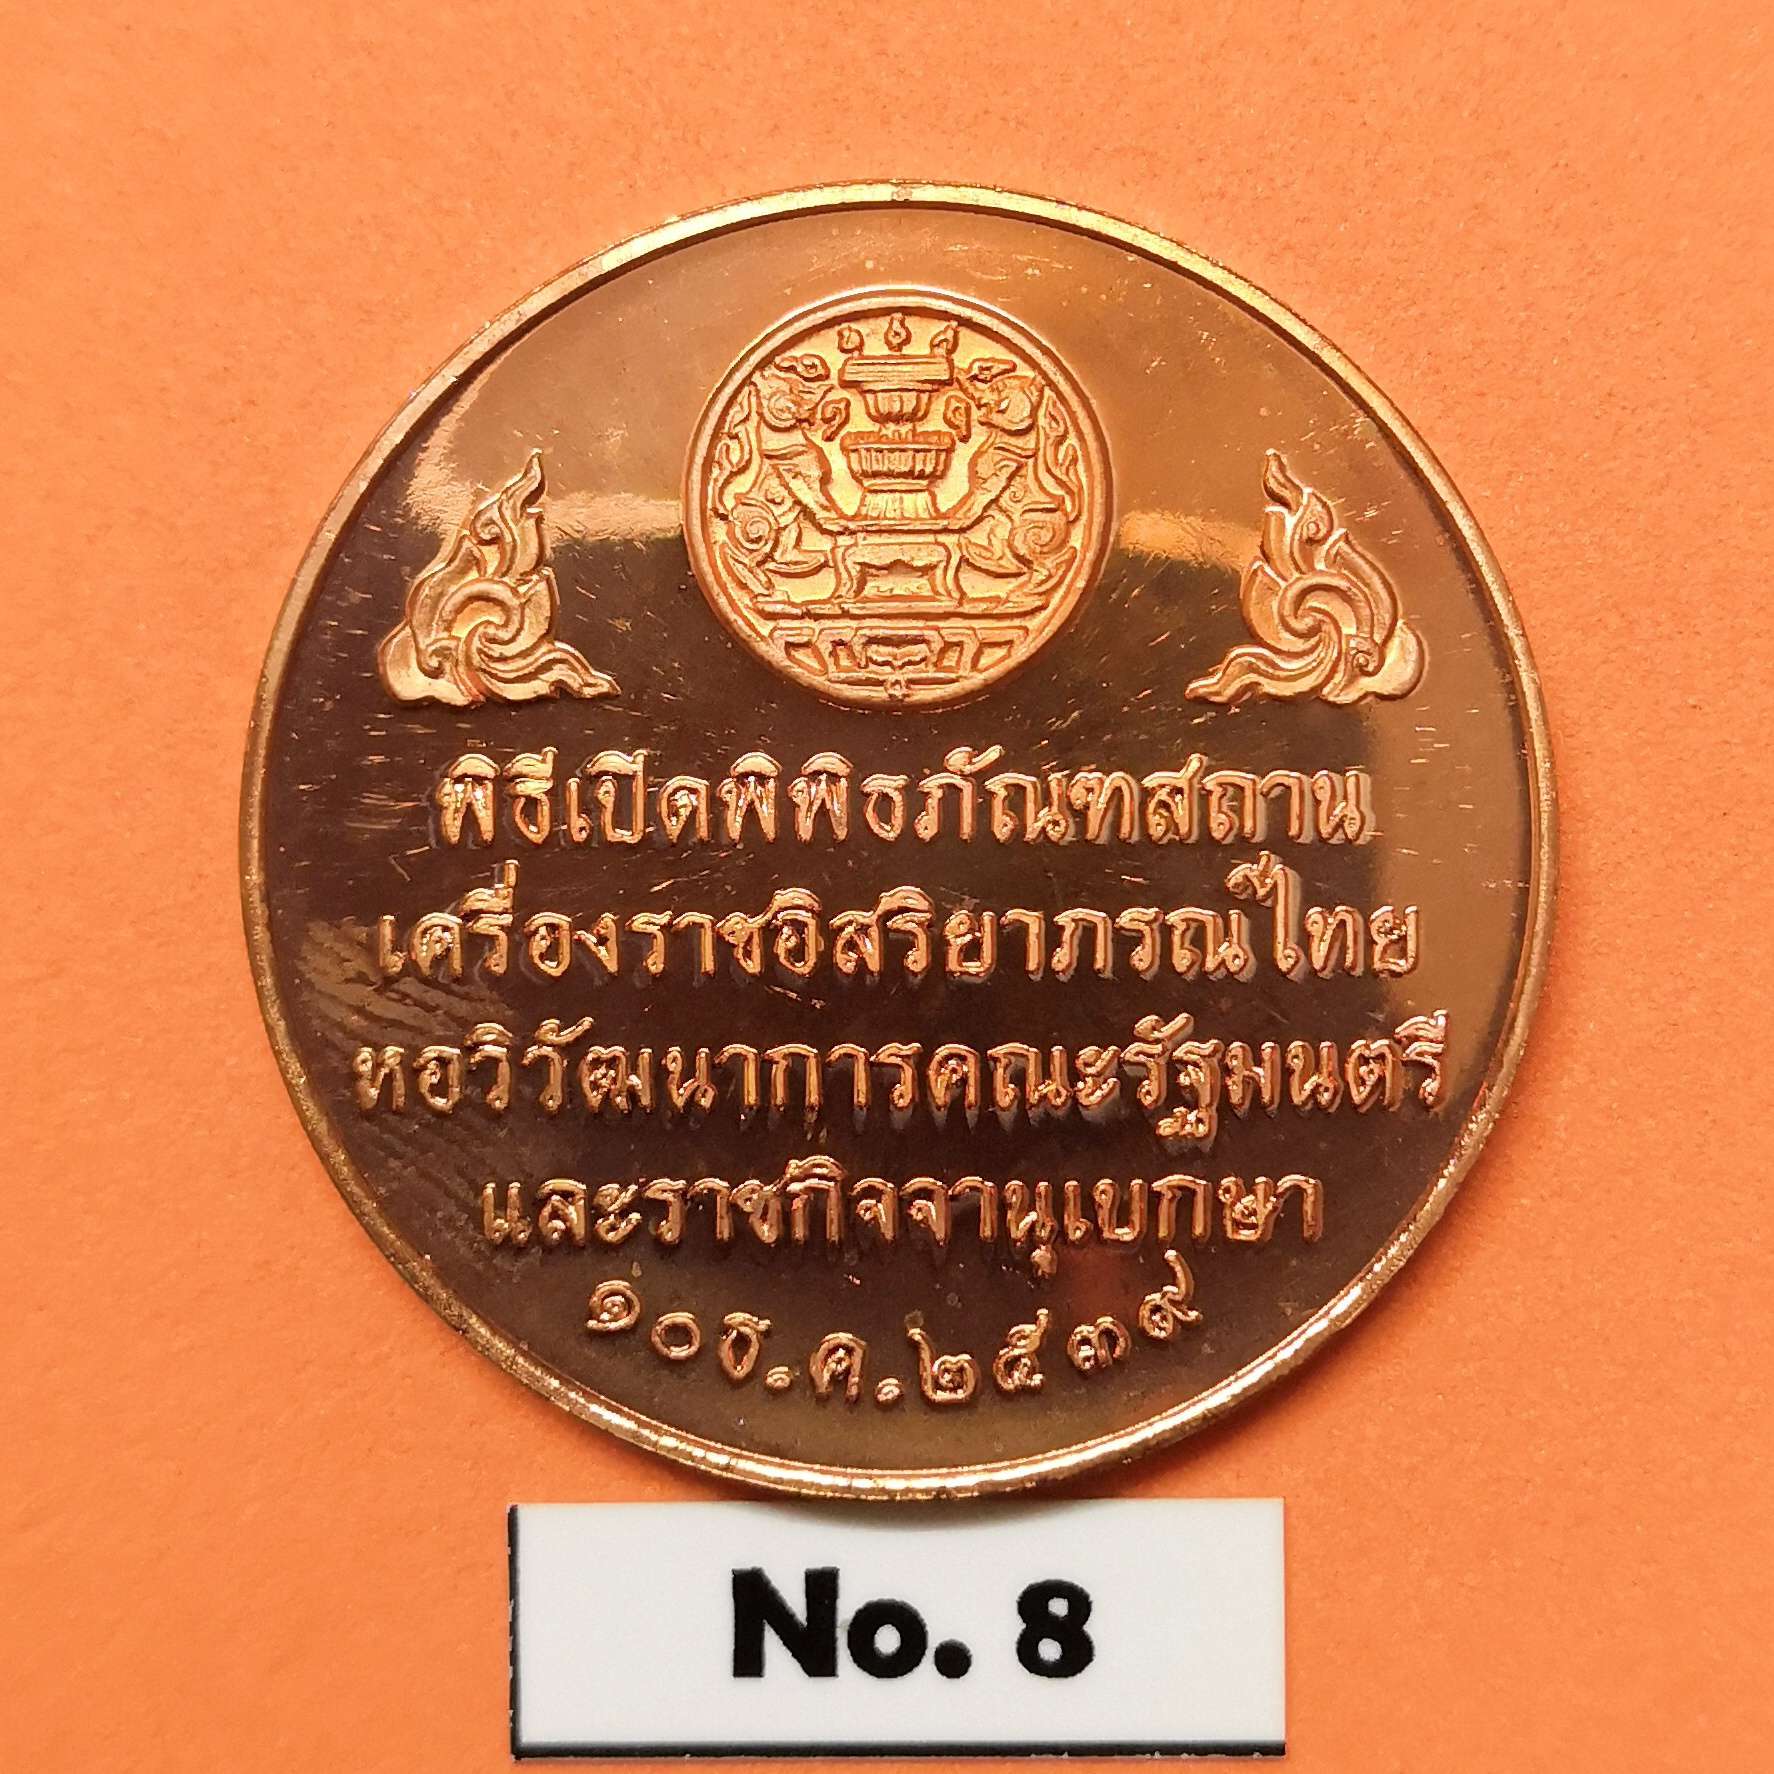 พิธีเปิดพิพิธภัณฑสถาน
เครื่องราชอิสริยาภรณ์ไทย
หอวิวัฒนาการคณะรัฐมนตรี
และราชกิจจานุเบกษา
๑๐ ธ.ค.๒๕๓๙
No. 8